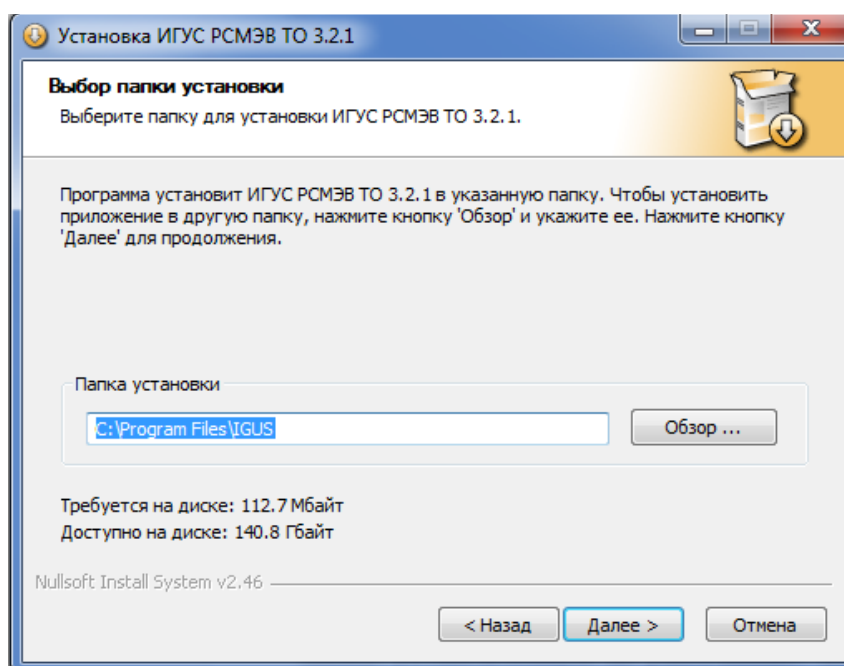 Установка ИГУС РСМЭВ ТО 3.2.1
Выбор папки установки
Выберите папку для установки ИГУС РСМЭВ ТО 3.2.1.
Программа установит ИГУС РСМЭВ ТО 3.2.1 в указанную папку. Чтобы установить
приложение в другую папку, нажмите кнопку 'Обзор' и укажите ее. Нажмите кнопку
'Далее' для продолжения.
Папка установки
C:\Program Files\IGUS
Обзор ...
Требуется на диске: 112.7 Мбайт
Доступно на диске: 140.8 Гбайт
Nullsoft Install System v2.46
< Назад
Далее >
Отмена